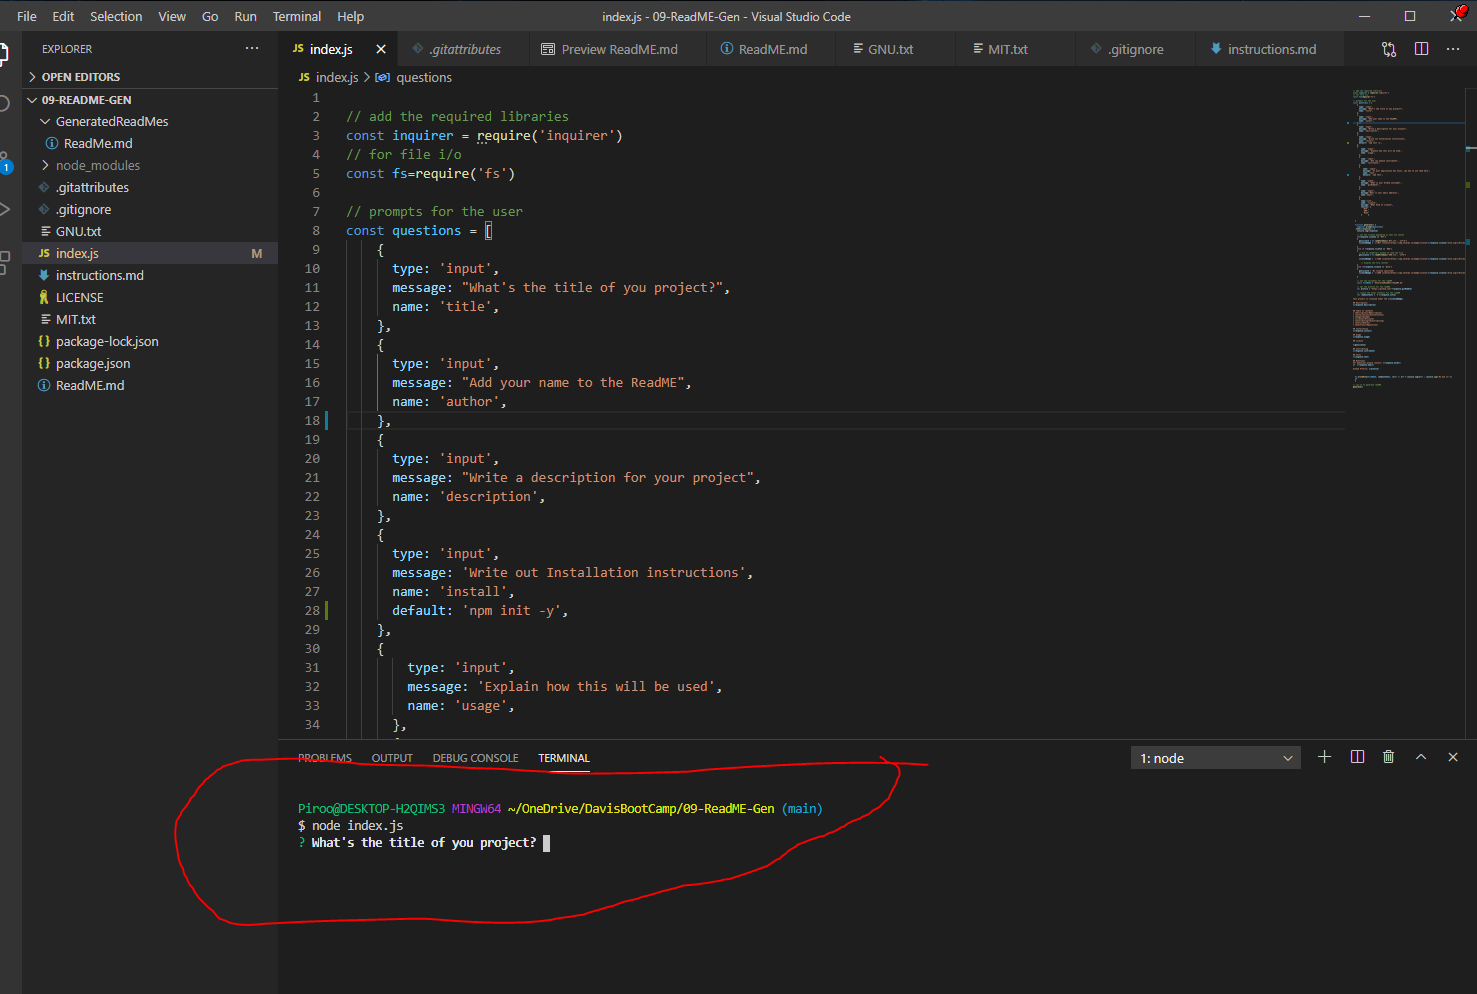 File Edit Selection View Go Run Terminal Help index.js - 09-ReadME-Gen - Visual Studio Code
EXPLORER ···
OPEN EDITORS
09-README-GEN
GeneratedReadMes
ReadMe.md
node_modules
.gitattributes
.gitignore
GNU.txt
JS index.js M
instructions.md
LICENSE
MIT.txt
{} package-lock.json
{} package.json
ReadME.md
1
JS index.js .gitattributes Preview ReadME.md ReadME.md GNU.txt MIT.txt .gitignore instructions.md ···
JS index.js > questions
1
2 // add the required libraries
3 const inquirer = require('inquirer')
4 // for file i/o
5 const fs=require('fs')
6
7 // prompts for the user
8 const questions = [
9 {
10 type: 'input',
11 message: "What's the title of you project?",
12 name: 'title',
13 },
14 {
15 type: 'input',
16 message: "Add your name to the ReadME",
17 name: 'author',
18 },
19 {
20 type: 'input',
21 message: "Write a description for your project",
22 name: 'description',
23 },
24 {
25 type: 'input',
26 message: 'Write out Installation instructions',
27 name: 'install',
28 default: 'npm init -y',
29 },
30 {
31 type: 'input',
32 message: 'Explain how this will be used',
33 name: 'usage',
34 },
PROBLEMS OUTPUT DEBUG CONSOLE TERMINAL 1: node
Piroo@DESKTOP-H2QIMS3 MINGW64 ~/OneDrive/DavisBootCamp/09-ReadME-Gen (main)
$ node index.js
? What's the title of you project?